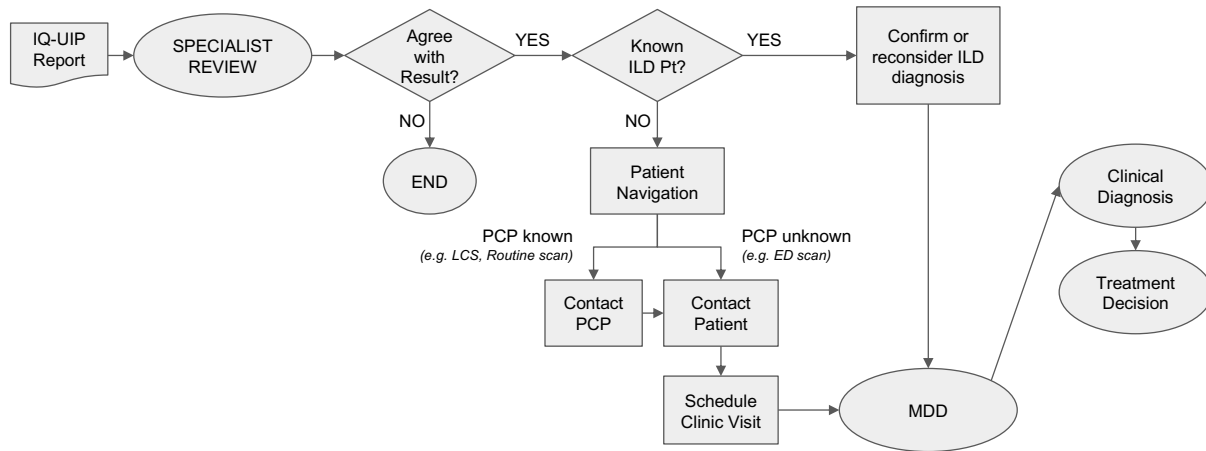 IQ-UIP
Report
SPECIALIST
REVIEW
Agree
with
Result?
YES
NO
END
Known
ILD Pt?
YES
NO
Confirm or
reconsider ILD
diagnosis
Patient
Navigation
PCP known
(e.g. LCS, Routine scan)
PCP unknown
(e.g. ED scan)
Contact
PCP
Contact
Patient
Schedule
Clinic Visit
MDD
Clinical
Diagnosis
Treatment
Decision